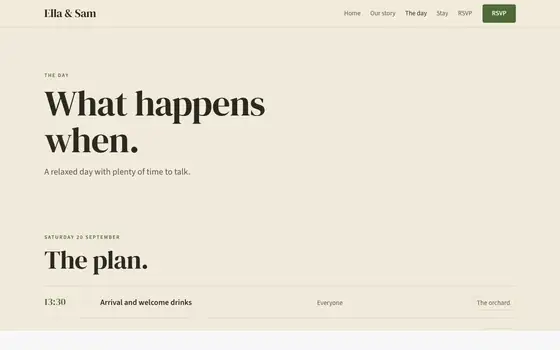 Ella & Sam
Home Our story The day Stay RSVP RSVP
THE DAY
What happens
when.
A relaxed day with plenty of time to talk.
SATURDAY 20 SEPTEMBER
The plan.
13:30 Arrival and welcome drinks Everyone The orchard